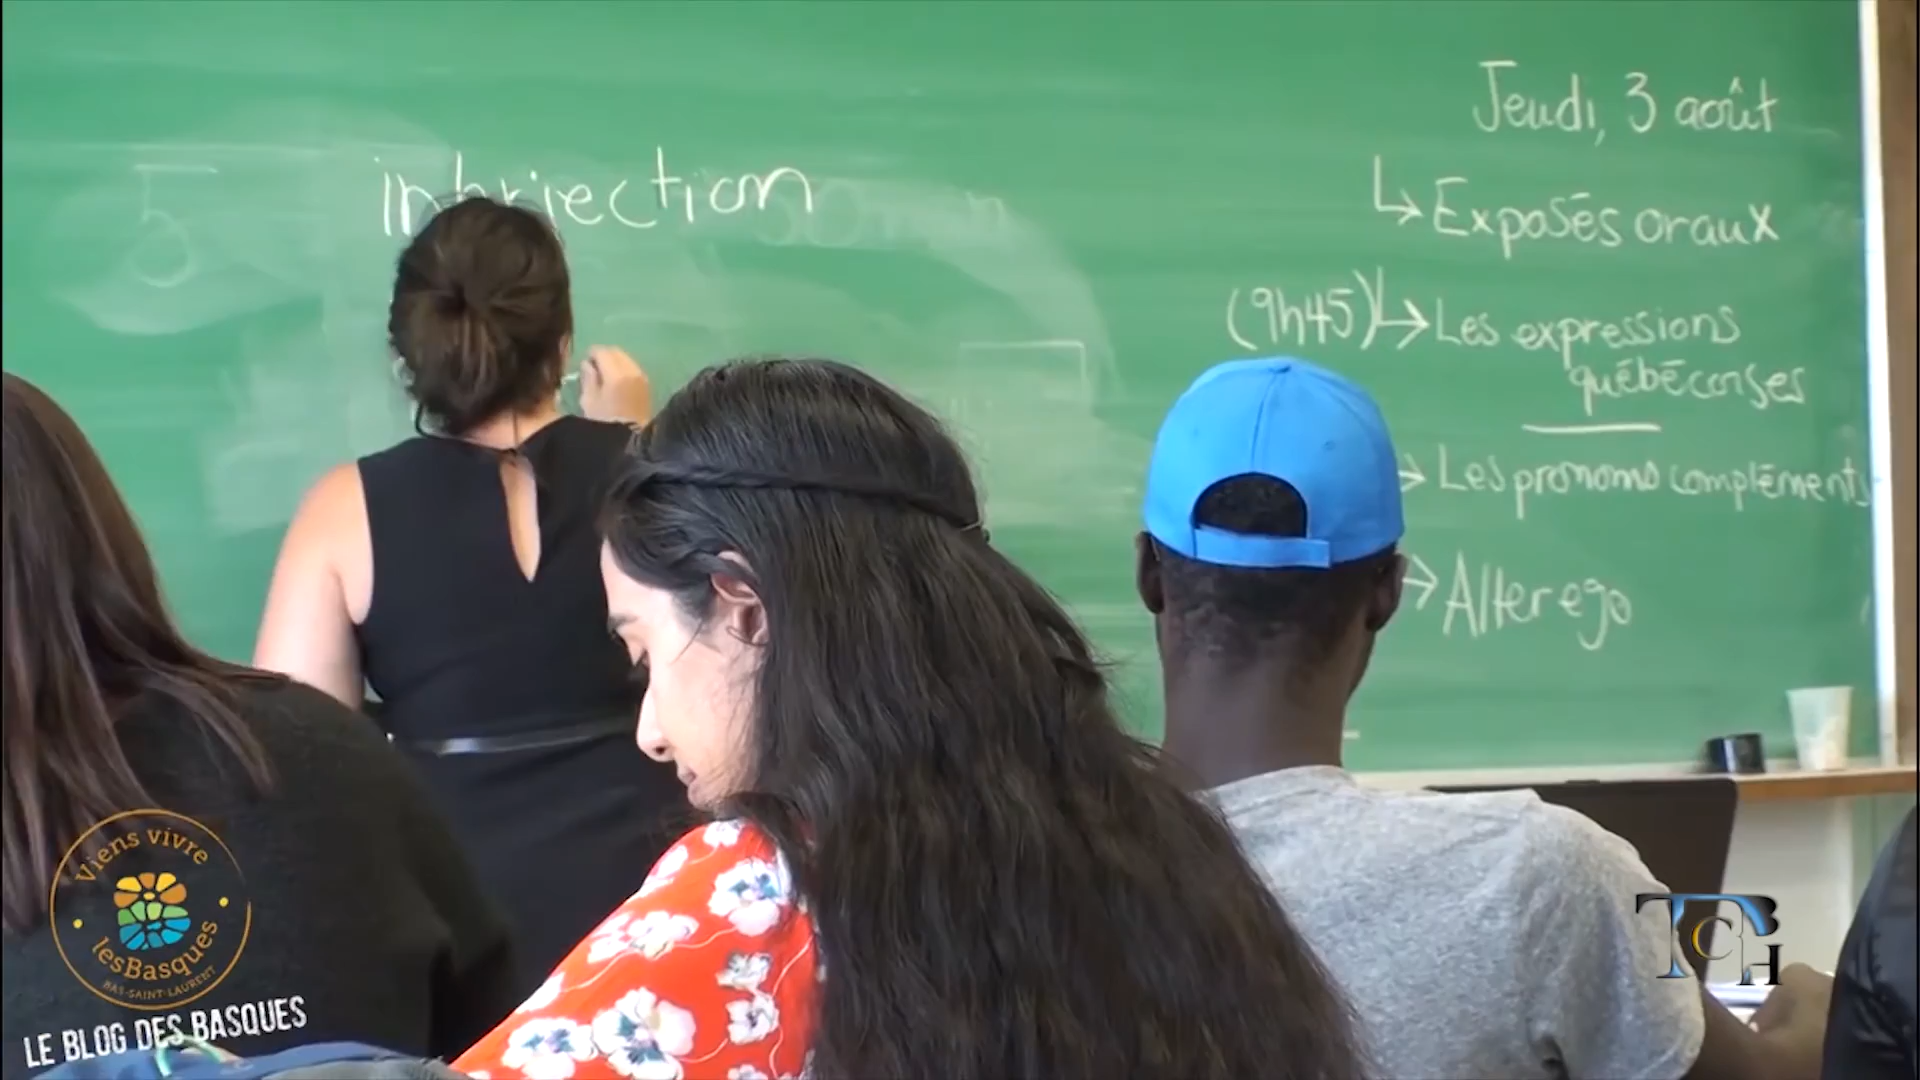 Jeudi, 3 août
↳ Exposés oraux
(9h45) ↳ Les expressions
québécoises
→ Les pronoms compléments
→ Alter ego
Viens vivre
lesBasques
BAS-SAINT-LAURENT
LE BLOG DES BASQUES